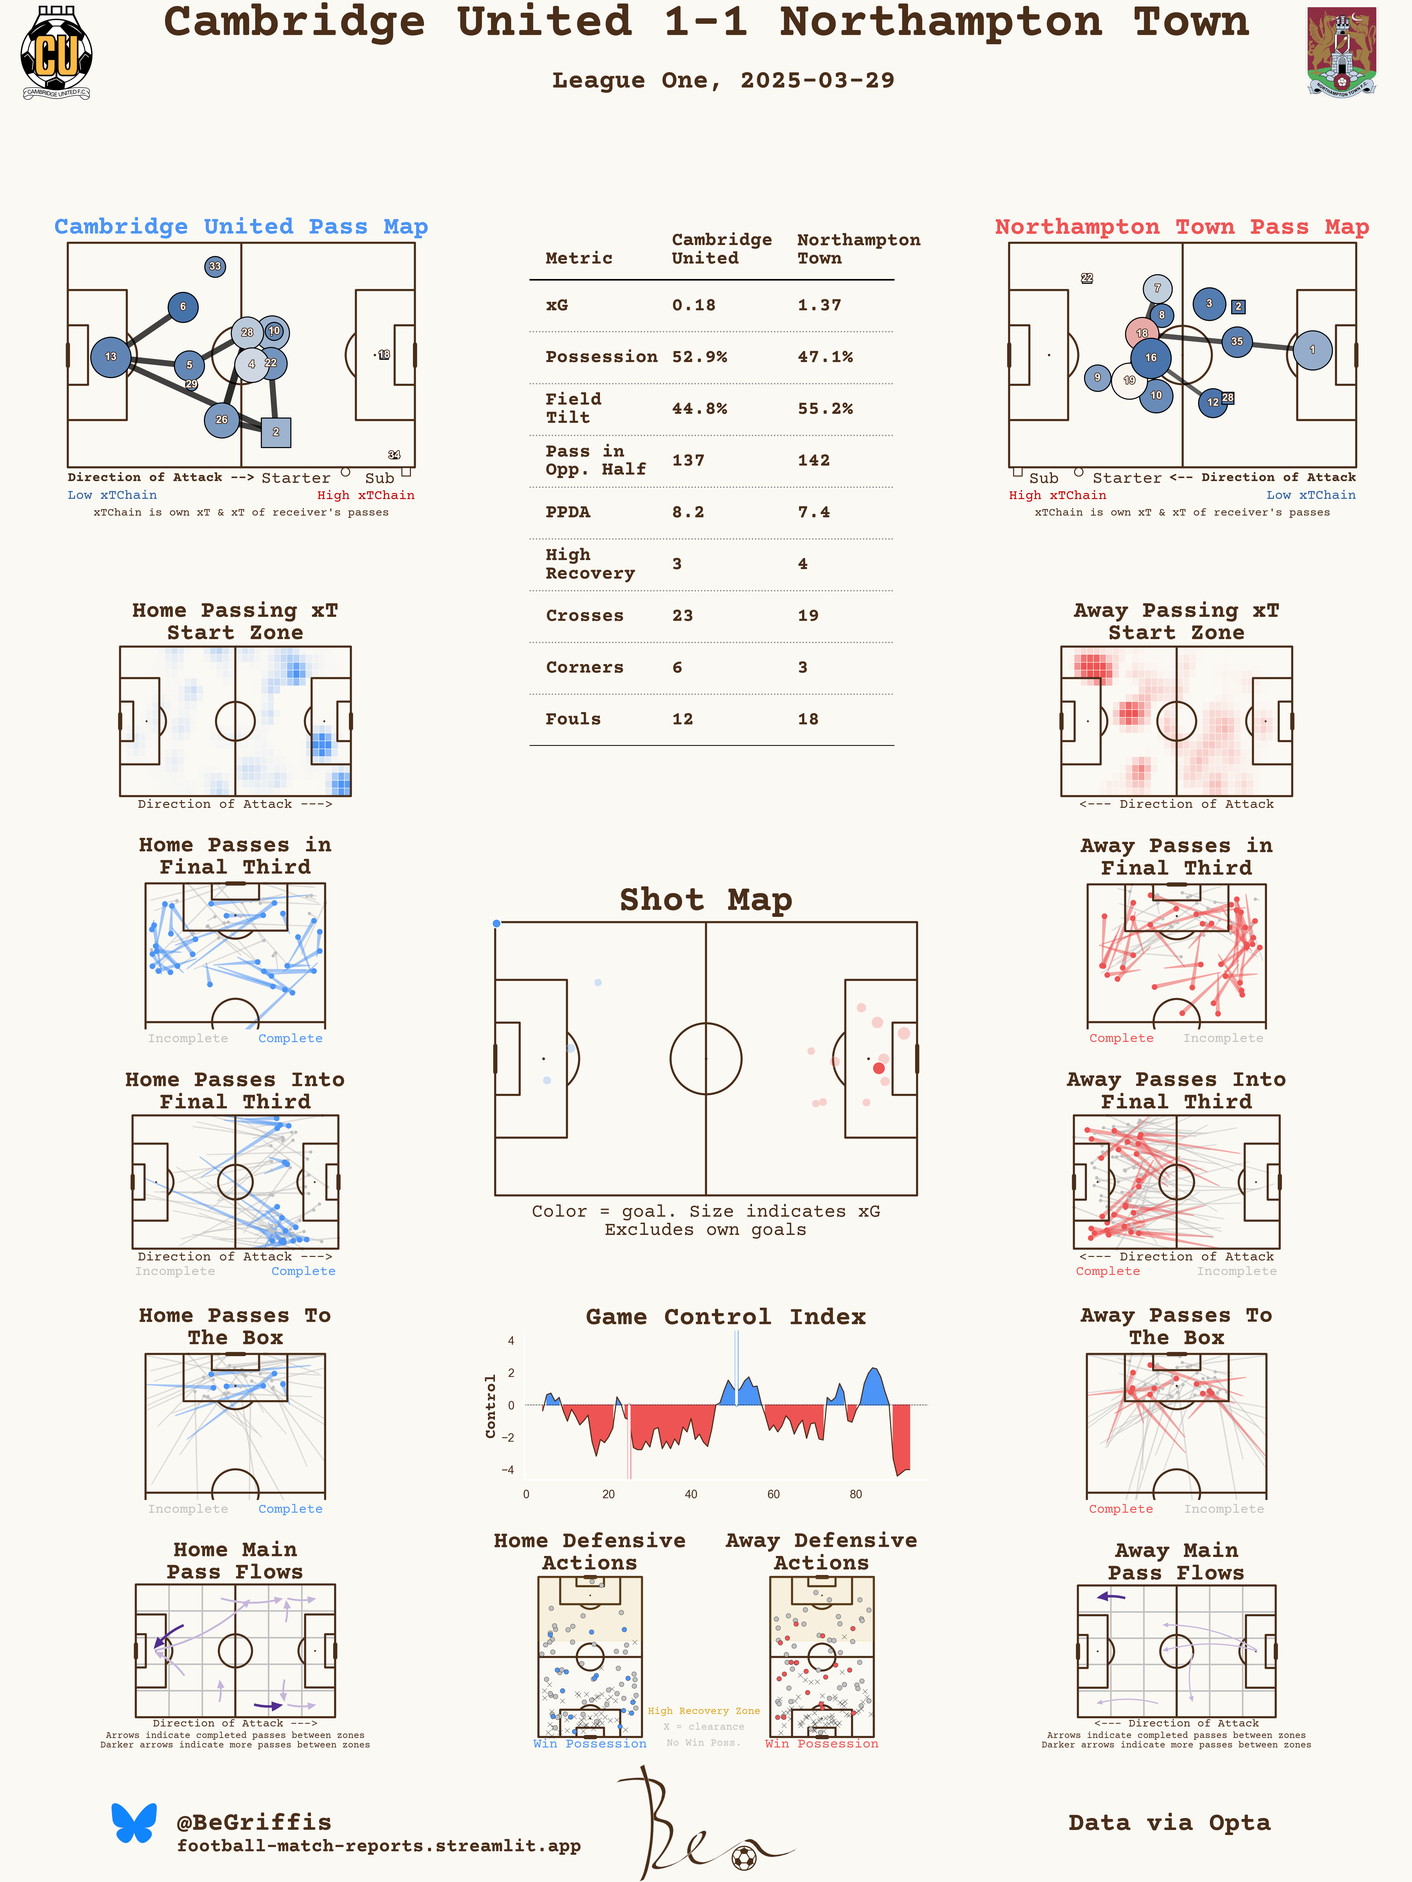 Cambridge United 1-1 Northampton Town
League One, 2025-03-29
CU
CAMBRIDGE UNITED F.C.
NORTHAMPTON TOWN F.C.
Cambridge United Pass Map
33
6
13
28
10
5
4
22
29
18
26
2
34
Direction of Attack --> Starter Sub
Low xTChain High xTChain
xTChain is own xT & xT of receiver's passes
Metric Cambridge United Northampton Town
xG 0.18 1.37
Possession 52.9% 47.1%
Field Tilt 44.8% 55.2%
Pass in Opp. Half 137 142
PPDA 8.2 7.4
High Recovery 3 4
Crosses 23 19
Corners 6 3
Fouls 12 18
Northampton Town Pass Map
22
7
3
2
8
18
35
1
16
9
19
10
12
28
Sub Starter <-- Direction of Attack
High xTChain Low xTChain
xTChain is own xT & xT of receiver's passes
Home Passing xT
Start Zone
Direction of Attack --->
Away Passing xT
Start Zone
<--- Direction of Attack
Home Passes in
Final Third
Incomplete Complete
Shot Map
Color = goal. Size indicates xG
Excludes own goals
Away Passes in
Final Third
Complete Incomplete
Home Passes Into
Final Third
Direction of Attack --->
Incomplete Complete
Away Passes Into
Final Third
<--- Direction of Attack
Complete Incomplete
Home Passes To
The Box
Incomplete Complete
Game Control Index
Control
4
2
0
−2
−4
0 20 40 60 80
Away Passes To
The Box
Complete Incomplete
Home Main
Pass Flows
Direction of Attack --->
Arrows indicate completed passes between zones
Darker arrows indicate more passes between zones
Home Defensive
Actions
Win Possession
High Recovery Zone
X = clearance
No Win Poss.
Away Defensive
Actions
Win Possession
Away Main
Pass Flows
<--- Direction of Attack
Arrows indicate completed passes between zones
Darker arrows indicate more passes between zones
@BeGriffis
football-match-reports.streamlit.app
Ben
Data via Opta